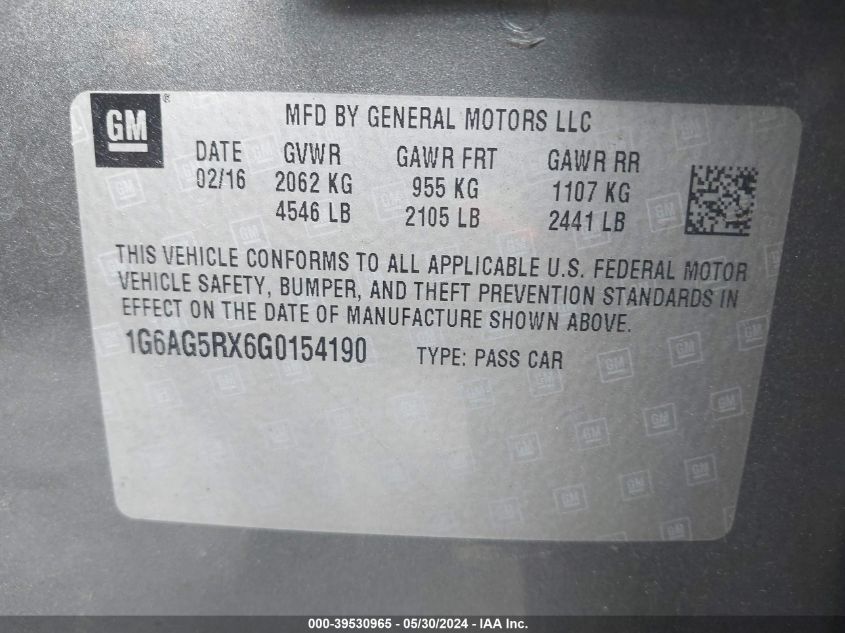 GM®
MFD BY GENERAL MOTORS LLC
DATE GVWR GAWR FRT GAWR RR
02/16 2062 KG 955 KG 1107 KG
4546 LB 2105 LB 2441 LB
THIS VEHICLE CONFORMS TO ALL APPLICABLE U.S. FEDERAL MOTOR
VEHICLE SAFETY, BUMPER, AND THEFT PREVENTION STANDARDS IN
EFFECT ON THE DATE OF MANUFACTURE SHOWN ABOVE.
1G6AG5RX6G0154190 TYPE: PASS CAR
000-39530965 - 05/30/2024 - IAA Inc.